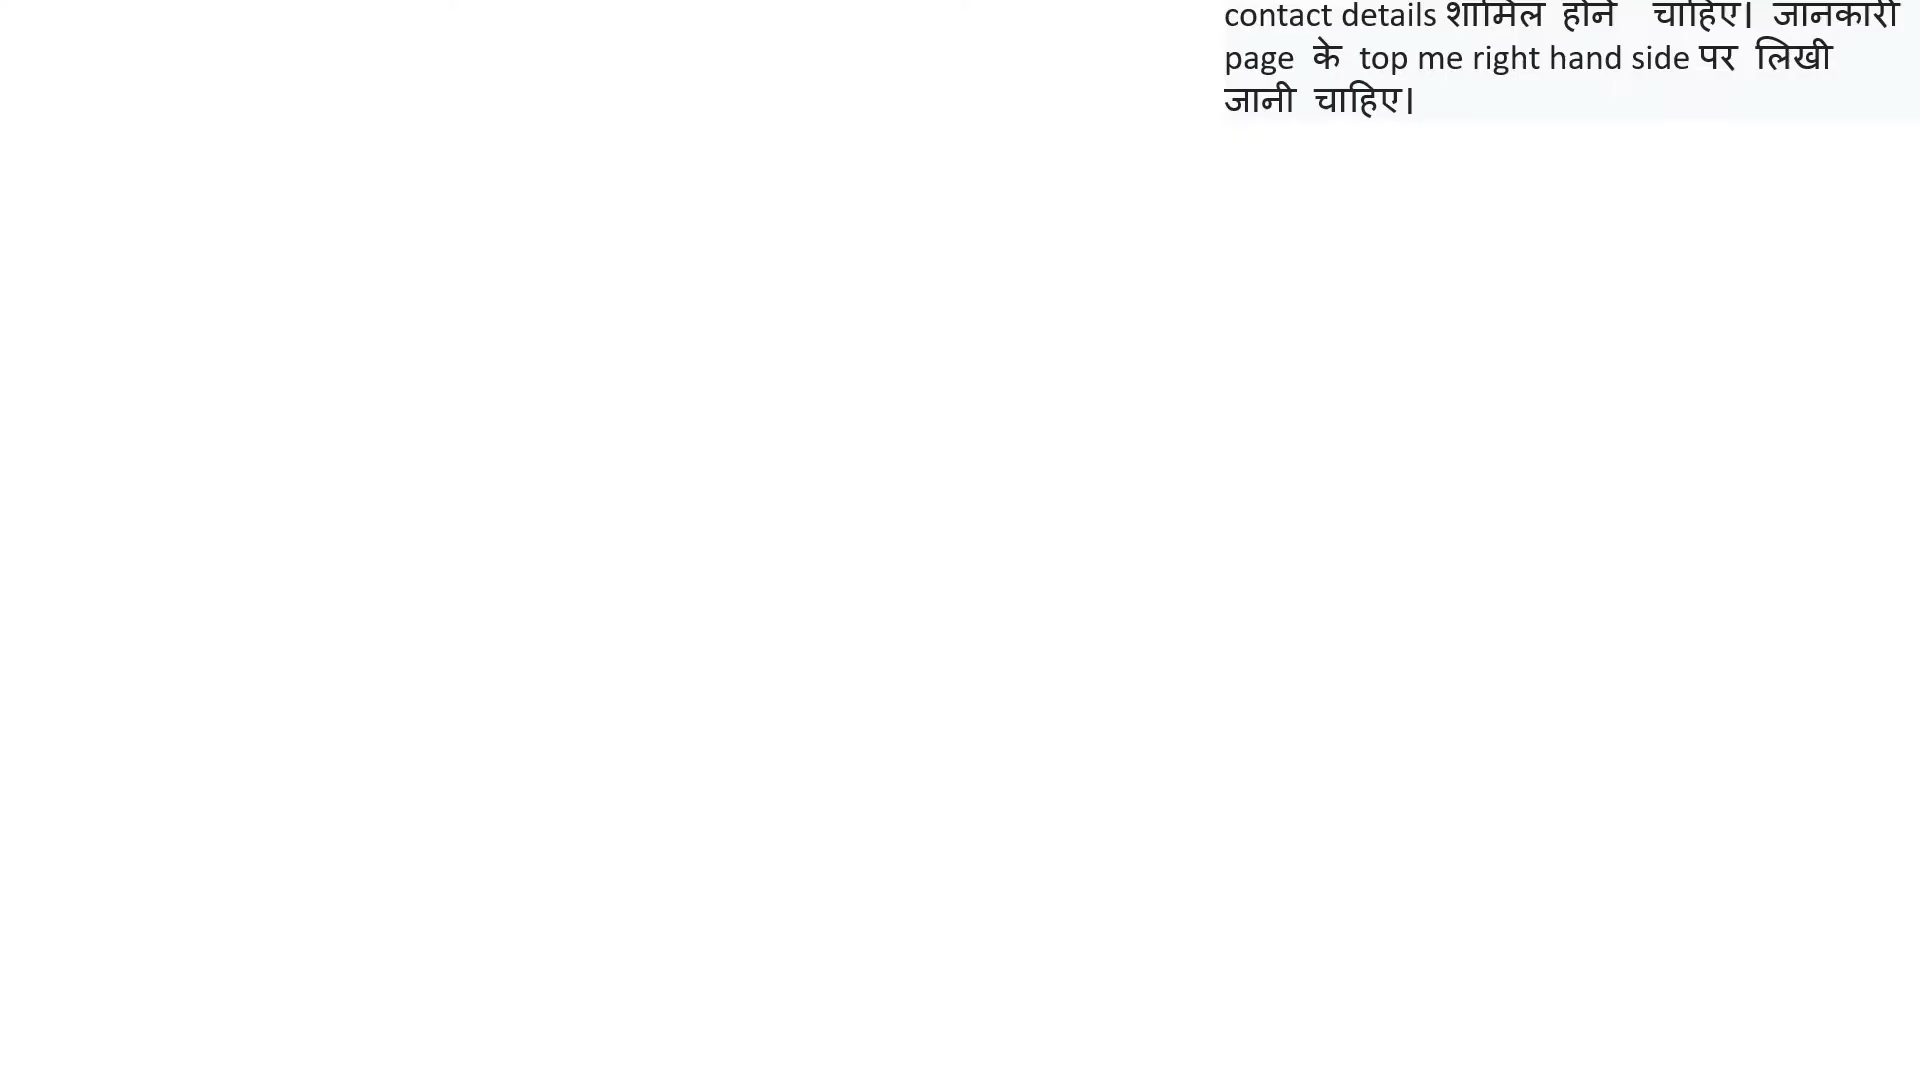 contact details शामिल होने चाहिए। जानकारी
page के top me right hand side पर लिखी
जानी चाहिए।